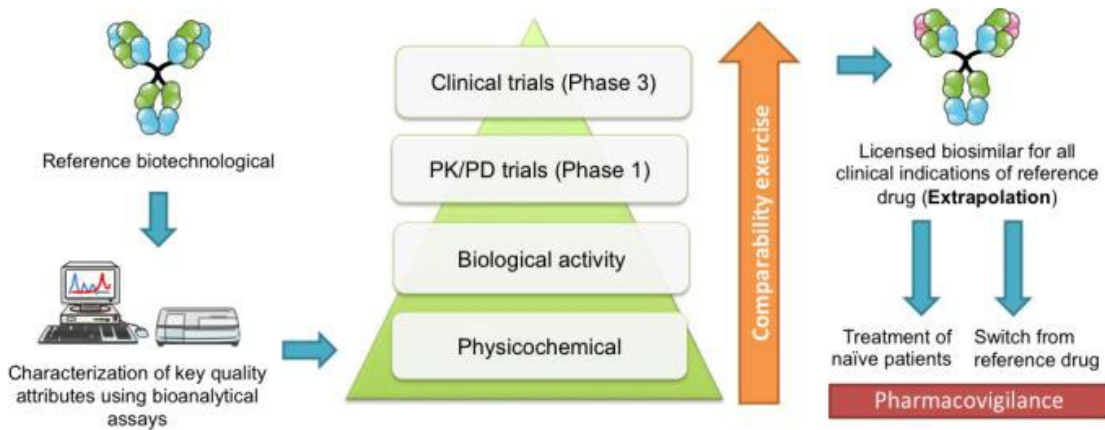 Reference biotechnological
Characterization of key quality
attributes using bioanalytical
assays
Clinical trials (Phase 3)
PK/PD trials (Phase 1)
Biological activity
Physicochemical
Comparability exercise
Licensed biosimilar for all
clinical indications of reference
drug (Extrapolation)
Treatment of
naïve patients
Switch from
reference drug
Pharmacovigilance